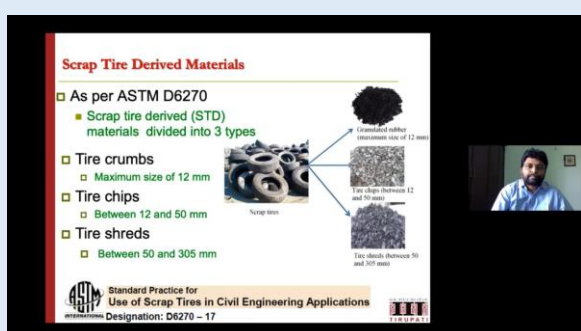 Scrap Tire Derived Materials
As per ASTM D6270
Scrap tire derived (STD)
materials divided into 3 types
Tire crumbs
Maximum size of 12 mm
Tire chips
Between 12 and 50 mm
Tire shreds
Between 50 and 305 mm
Scrap tires
Granulated rubber
(maximum size of 12 mm)
Tire chips (between 12
and 50 mm)
Tire shreds (between 50
and 305 mm)
ASTM
INTERNATIONAL
Standard Practice for
Use of Scrap Tires in Civil Engineering Applications
Designation: D6270 – 17
TIRUPATI